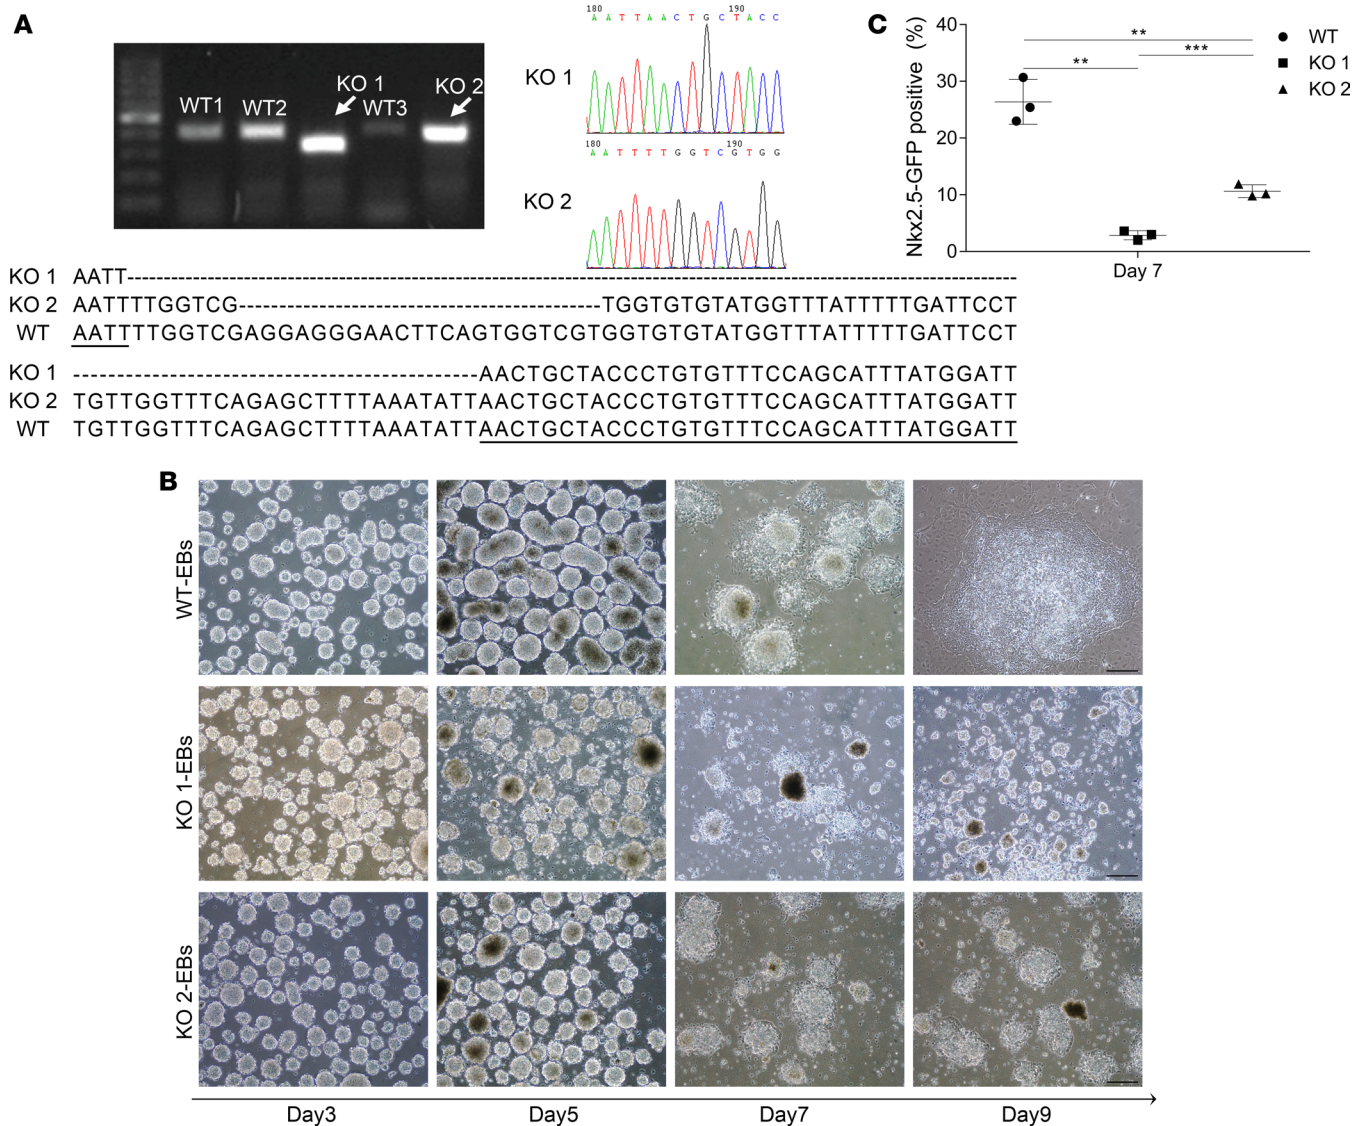 A
WT1
WT2
KO 1
WT3
KO 2
180
190
A A T T A A C T G C T A C C
KO 1
180
190
A A T T T T G G T C G T G G
KO 2
C
Nkx2.5-GFP positive (%)
40
30
20
10
0
**
***
**
Day 7
WT
KO 1
KO 2
KO 1 AATT--------------------------------------------------------------------------------------------------------------------------
KO 2 AATTTTGGTCG--------------------------------------------------TGGTGTGTATGGTTTATTTTTGATTCCT
WT AATTTTGGTCGAGGAGGGAACTTCAGTGGTCGTGGTGTGTATGGTTTATTTTTGATTCCT
KO 1 --------------------------------------------------------AACTGCTACCCTGTGTTTCCAGCATTTATGGATT
KO 2 TGTTGGTTTCAGAGCTTTTAAATATTAACTGCTACCCTGTGTTTCCAGCATTTATGGATT
WT TGTTGGTTTCAGAGCTTTTAAATATTAACTGCTACCCTGTGTTTCCAGCATTTATGGATT
B
WT-EBs
KO 1-EBs
KO 2-EBs
Day3
Day5
Day7
Day9